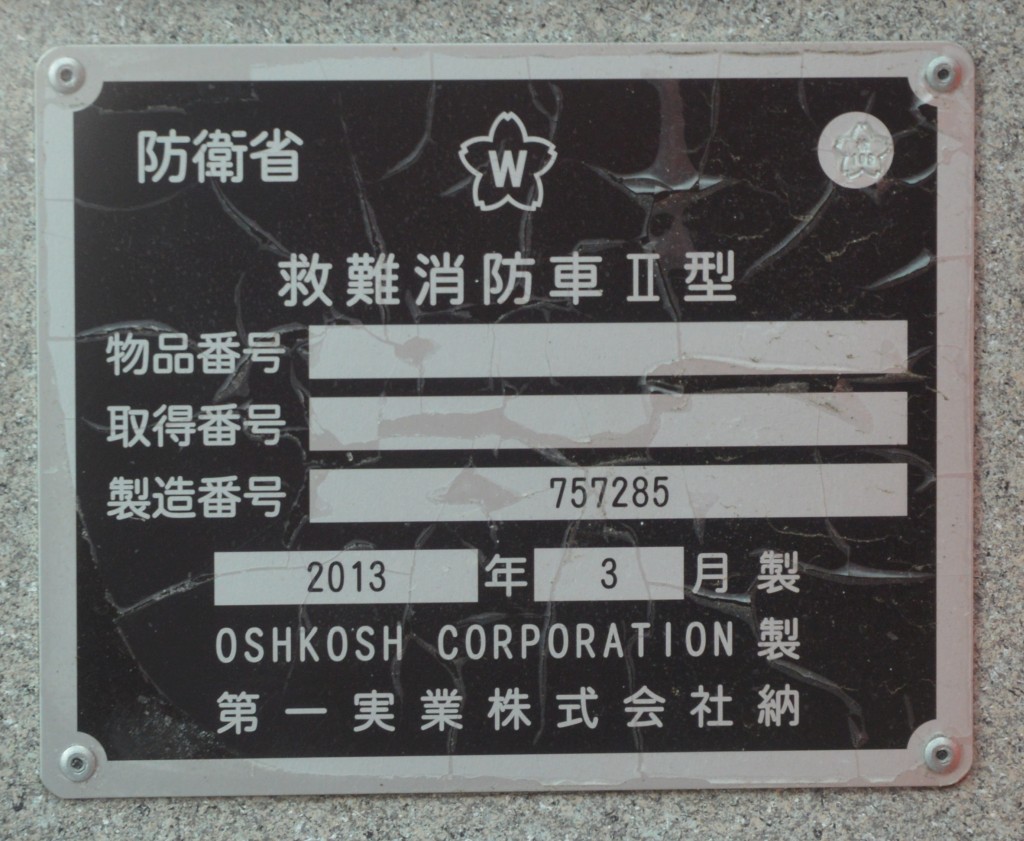 防衛省
W
救難消防車Ⅱ型
物品番号
取得番号
製造番号 757285
2013 年 3 月 製
OSHKOSH CORPORATION 製
第一実業株式会社 納